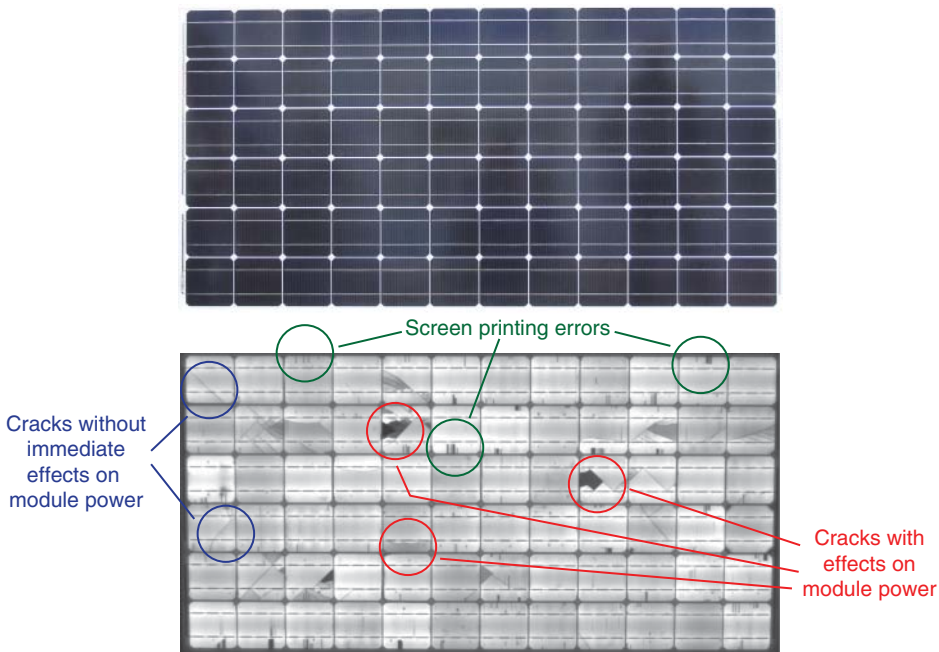 Screen printing errors
Cracks without
immediate
effects on
module power
Cracks with
effects on
module power